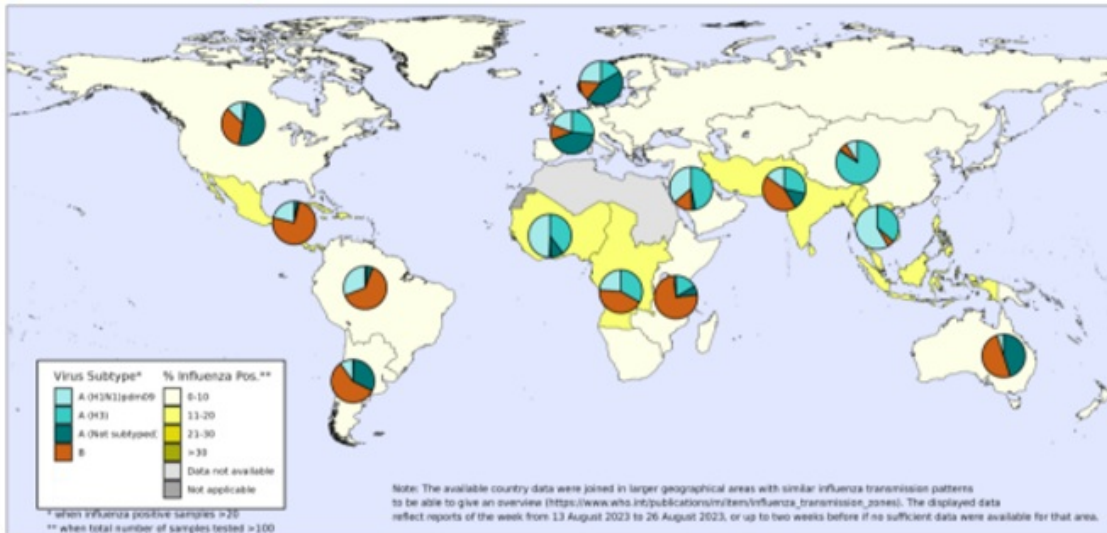 Virus Subtype*
A (H1N1)pdm09
A (H3)
A (Not subtyped)
B
% Influenza Pos.**
0-10
11-20
21-30
>30
Data not available
Not applicable
* when influenza positive samples >20
** when total number of samples tested >100
Note: The available country data were joined in larger geographical areas with similar influenza transmission patterns
to be able to give an overview (https://www.who.int/publications/m/item/influenza_transmission_zones). The displayed data
reflect reports of the week from 13 August 2023 to 26 August 2023, or up to two weeks before if no sufficient data were available for that area.